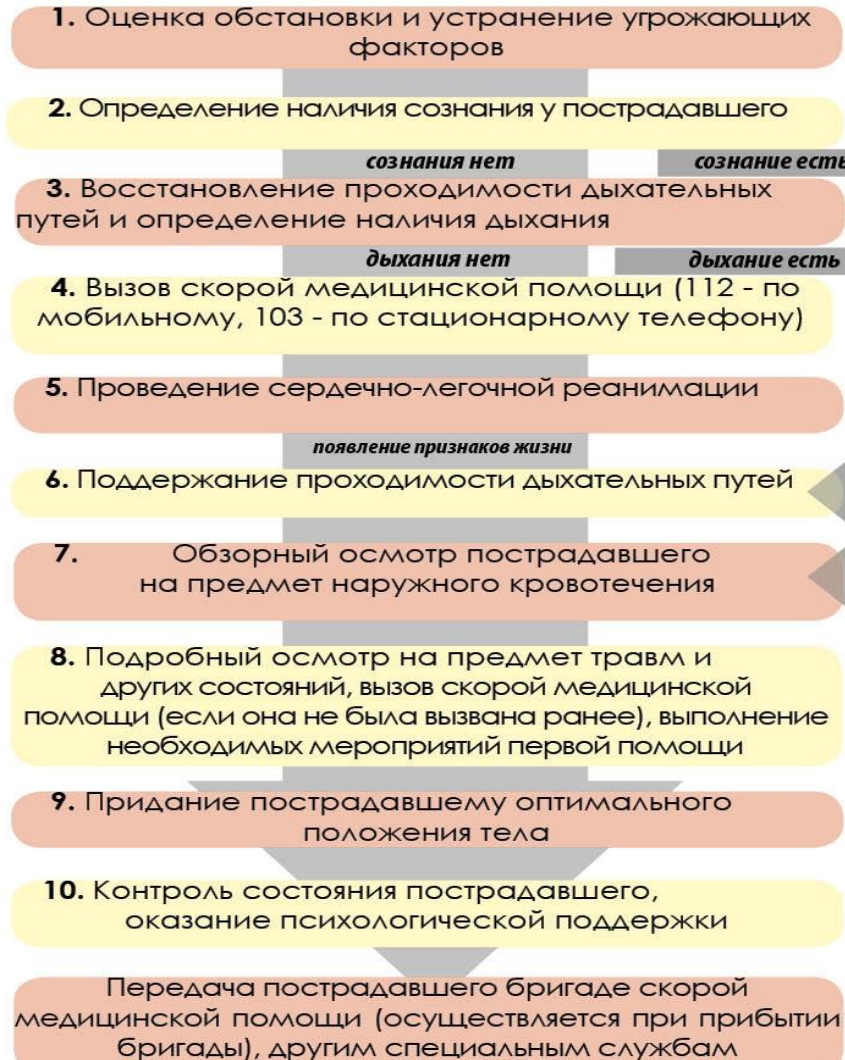 1. Оценка обстановки и устранение угрожающих
факторов
2. Определение наличия сознания у пострадавшего
сознания нет сознание есть
3. Восстановление проходимости дыхательных
путей и определение наличия дыхания
дыхания нет дыхание есть
4. Вызов скорой медицинской помощи (112 - по
мобильному, 103 - по стационарному телефону)
5. Проведение сердечно-легочной реанимации
появление признаков жизни
6. Поддержание проходимости дыхательных путей
7. Обзорный осмотр пострадавшего
на предмет наружного кровотечения
8. Подробный осмотр на предмет травм и
других состояний, вызов скорой медицинской
помощи (если она не была вызвана ранее), выполнение
необходимых мероприятий первой помощи
9. Придание пострадавшему оптимального
положения тела
10. Контроль состояния пострадавшего,
оказание психологической поддержки
Передача пострадавшего бригаде скорой
медицинской помощи (осуществляется при прибытии
бригады), другим специальным службам